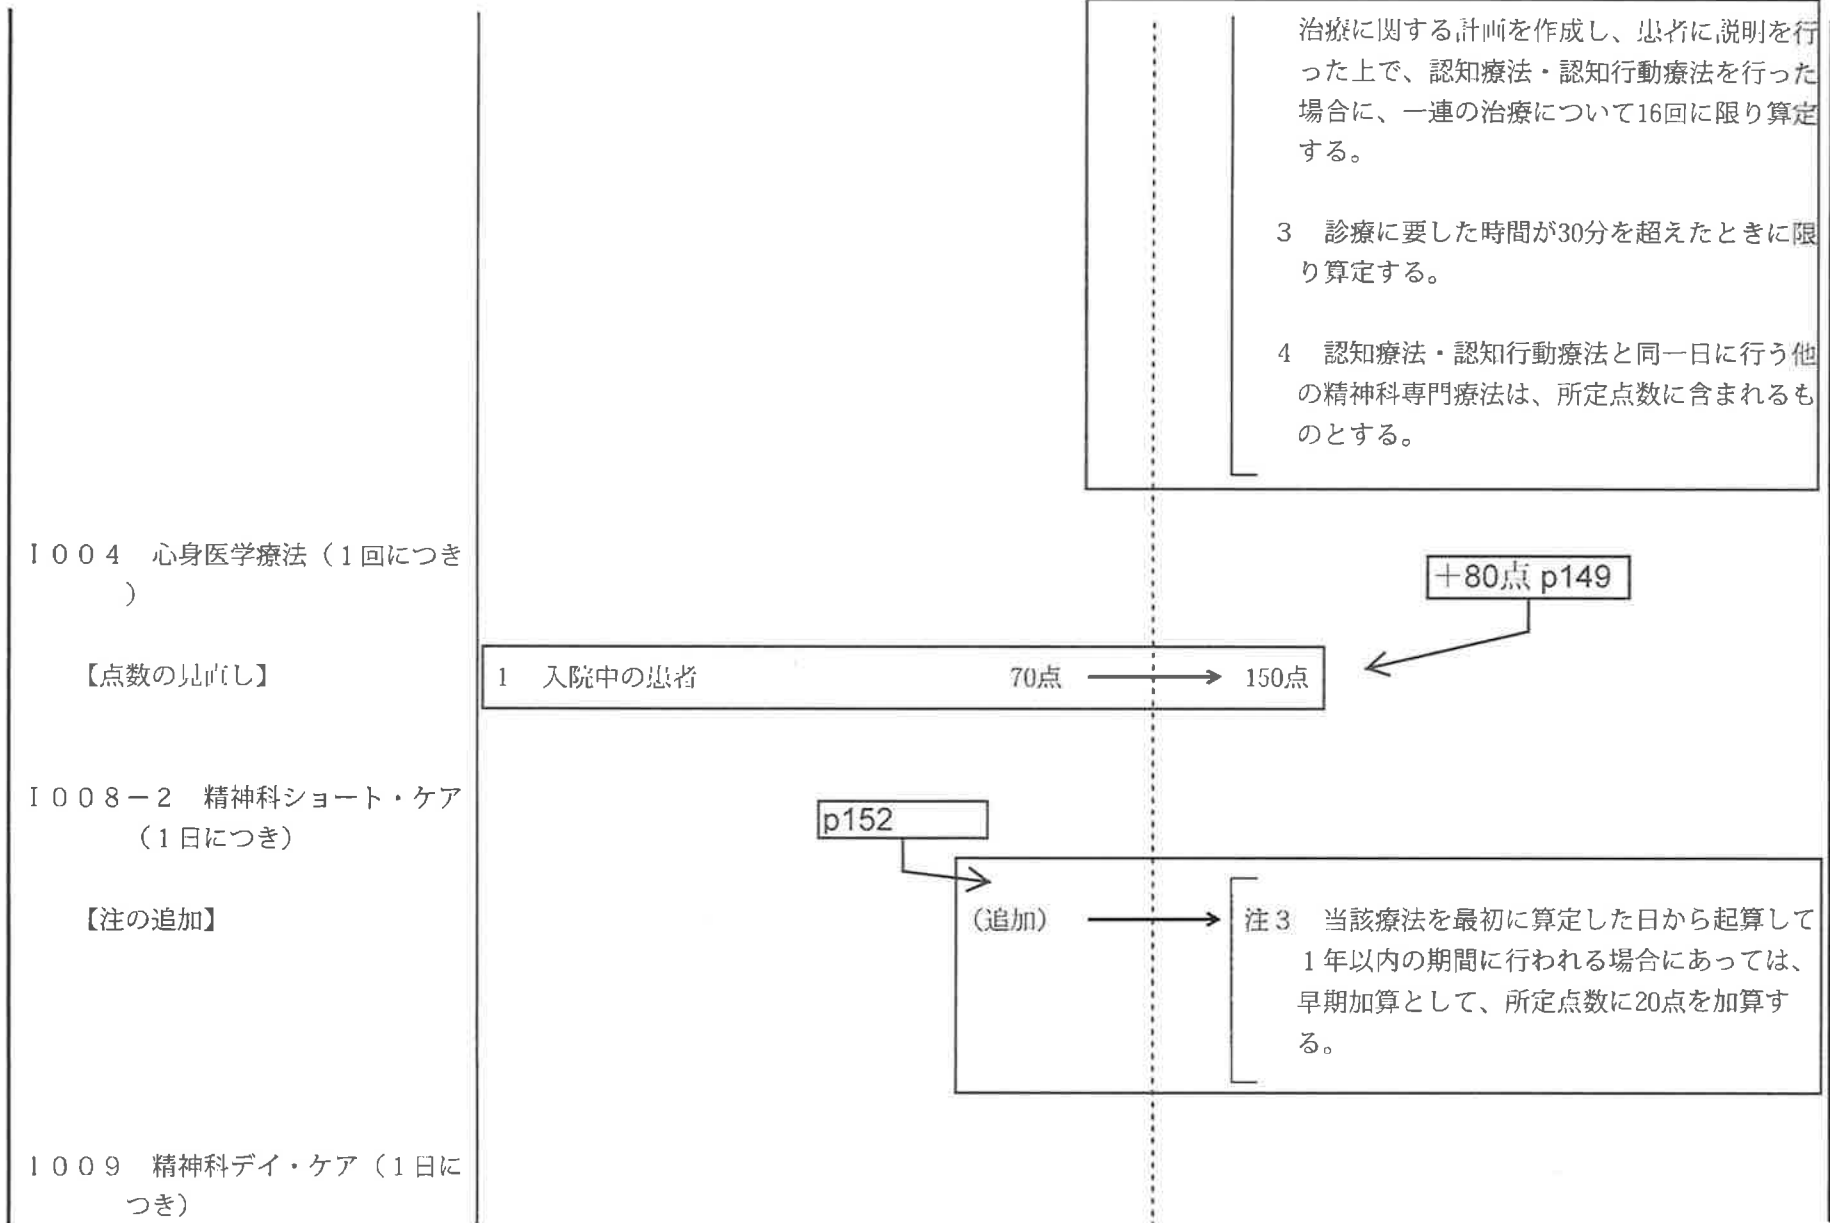 治療に関する計画を作成し、患者に説明を行
った上で、認知療法・認知行動療法を行った
場合に、一連の治療について16回に限り算定
する。
3 診療に要した時間が30分を超えたときに限
り算定する。
4 認知療法・認知行動療法と同一日に行う他
の精神科専門療法は、所定点数に含まれるも
のとする。
I004 心身医学療法(1回につき
)
+80点 p149
【点数の見直し】
1 入院中の患者 70点 → 150点
I008-2 精神科ショート・ケア
(1日につき)
p152
【注の追加】
(追加) → 注3 当該療法を最初に算定した日から起算して
1年以内の期間に行われる場合にあっては、
早期加算として、所定点数に20点を加算す
る。
I009 精神科デイ・ケア(1日に
つき)